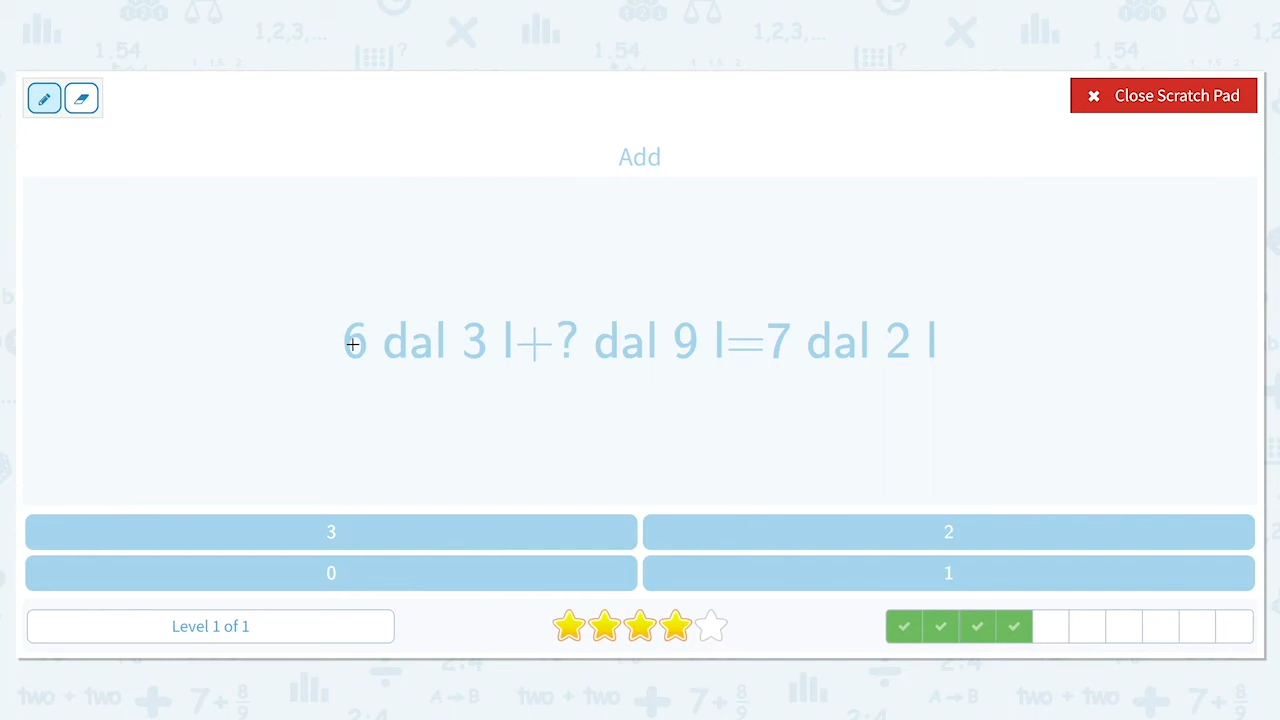 Close Scratch Pad
Add
6 dal 3 l+? dal 9 l=7 dal 2 l
3
2
0
1
Level 1 of 1